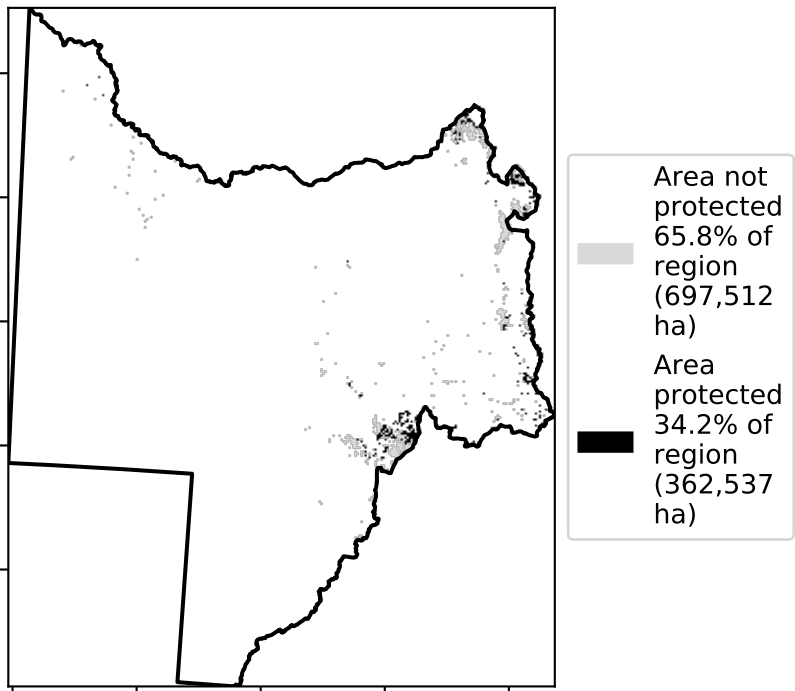 Area not
protected
65.8% of
region
(697,512
ha)
Area
protected
34.2% of
region
(362,537
ha)